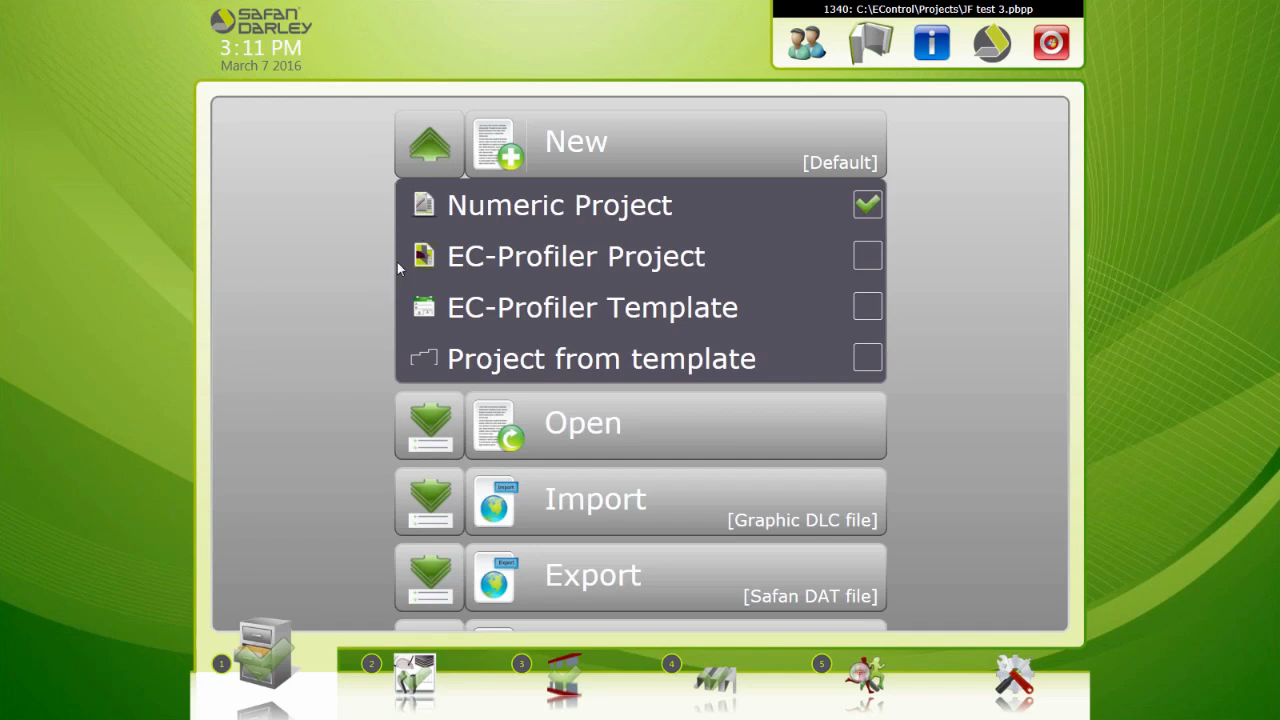 SAFAN
DARLEY
3:11 PM
March 7 2016
1340: C:\EControl\Projects\JF test 3.pbpp
New
[Default]
Numeric Project
EC-Profiler Project
EC-Profiler Template
Project from template
Open
Import
Import
[Graphic DLC file]
Export
Export
[Safan DAT file]
1
2
3
4
5